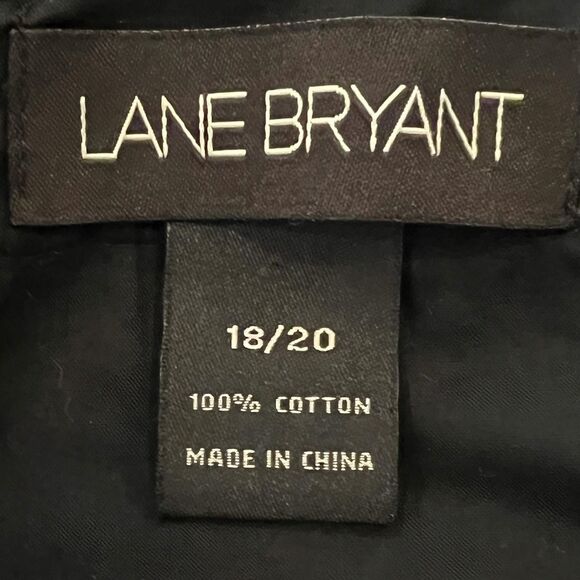 LANE BRYANT
18/20
100% COTTON
MADE IN CHINA